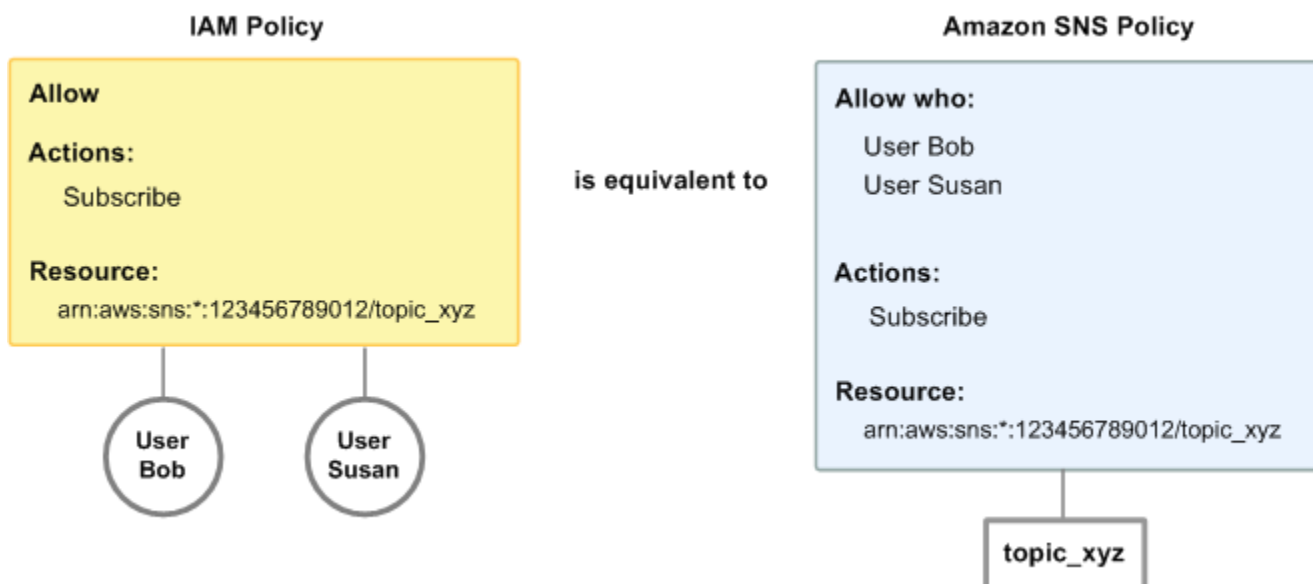 IAM Policy
Allow
Actions:
Subscribe
Resource:
arn:aws:sns:*:123456789012/topic_xyz
User
Bob
User
Susan
is equivalent to
Amazon SNS Policy
Allow who:
User Bob
User Susan
Actions:
Subscribe
Resource:
arn:aws:sns:*:123456789012/topic_xyz
topic_xyz